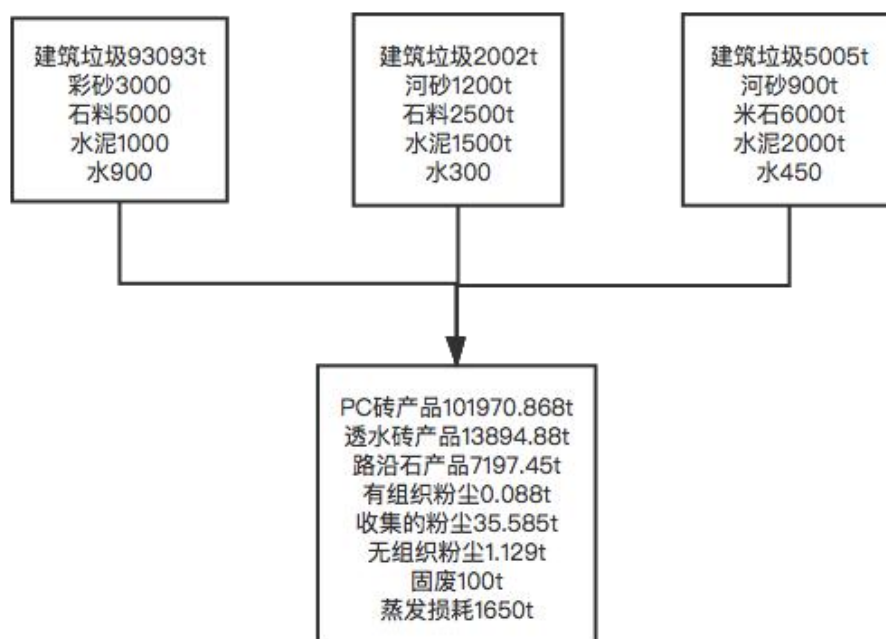 建筑垃圾93093t
彩砂3000
石料5000
水泥1000
水900
建筑垃圾2002t
河砂1200t
石料2500t
水泥1500t
水300
建筑垃圾5005t
河砂900t
米石6000t
水泥2000t
水450
PC砖产品101970.868t
透水砖产品13894.88t
路沿石产品7197.45t
有组织粉尘0.088t
收集的粉尘35.585t
无组织粉尘1.129t
固废100t
蒸发损耗1650t